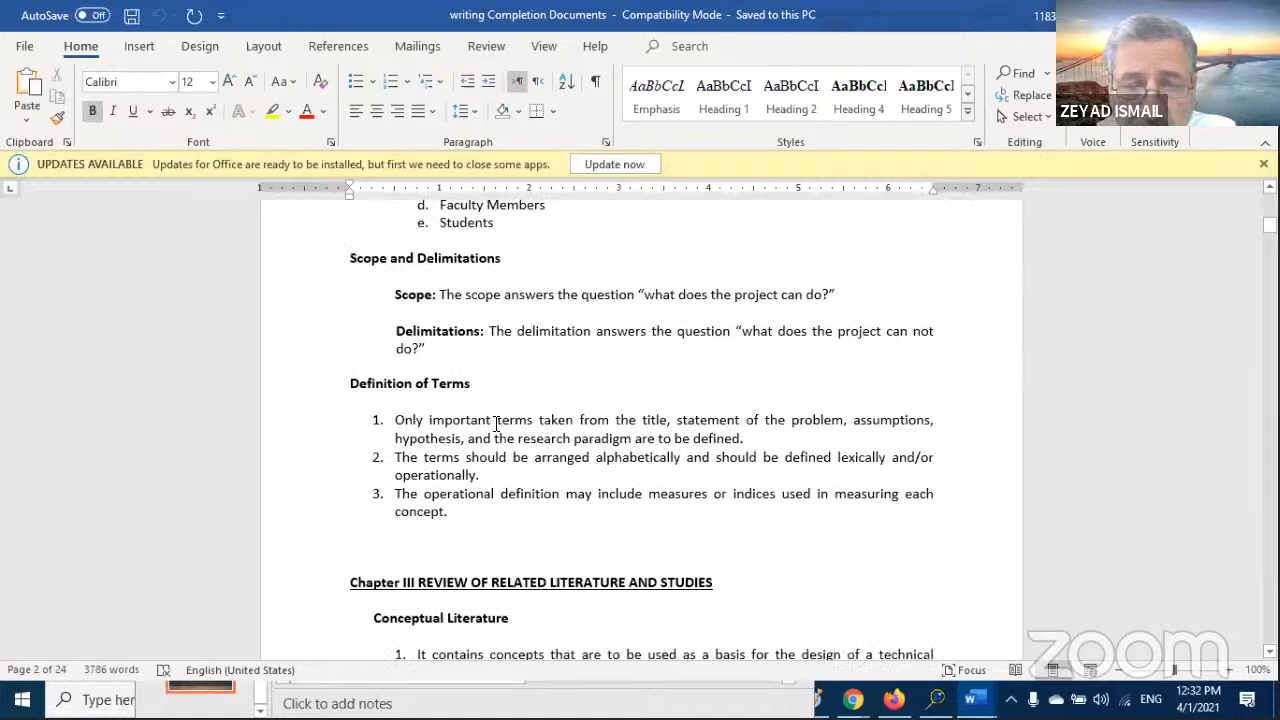 AutoSave Off
writing Completion Documents - Compatibility Mode - Saved to this PC
1183
File Home Insert Design Layout References Mailings Review View Help Search
Paste
Calibri 12
Emphasis Heading 1 Heading 2 Heading 4 Heading 5
Find
Replace
Select
Clipboard Font Paragraph Styles Editing Voice Sensitivity
ZEYAD ISMAIL
UPDATES AVAILABLE Updates for Office are ready to be installed, but first we need to close some apps. Update now
1 1 2 3 4 5 6 7
d. Faculty Members
e. Students
Scope and Delimitations
Scope: The scope answers the question “what does the project can do?”
Delimitations: The delimitation answers the question “what does the project can not
do?”
Definition of Terms
1. Only important terms taken from the title, statement of the problem, assumptions,
hypothesis, and the research paradigm are to be defined.
2. The terms should be arranged alphabetically and should be defined lexically and/or
operationally.
3. The operational definition may include measures or indices used in measuring each
concept.
Chapter III REVIEW OF RELATED LITERATURE AND STUDIES
Conceptual Literature
1. It contains concepts that are to be used as a basis for the design of a technical
zoom
Page 2 of 24 3786 words English (United States) Focus 100%
Type her
Click to add notes
ENG
12:32 PM
4/1/2021